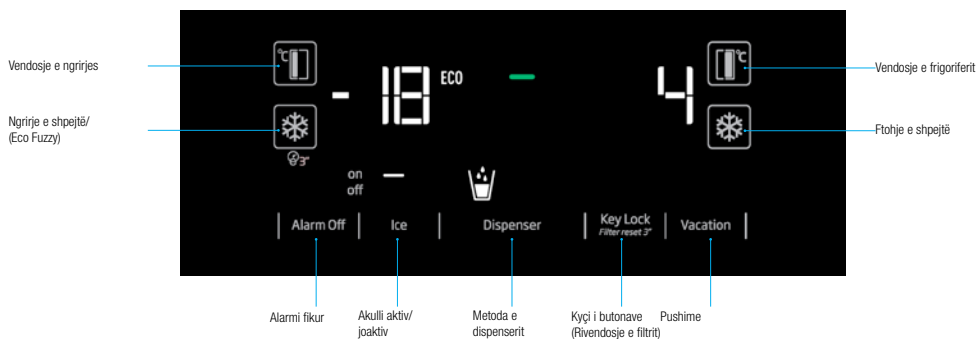 Vendosje e ngrirjes
°C
- 18
ECO
4
°C
Vendosje e frigoriferit
Ngrirje e shpejtë/
(Eco Fuzzy)
Ftohje e shpejtë
3"
on
off
Alarm Off
Ice
Dispenser
Key Lock
Filter reset 3"
Vacation
Alarmi fikur
Akulli aktiv/
joaktiv
Metoda e
dispenserit
Kyçi i butonave
(Rivendosje e filtrit)
Pushime